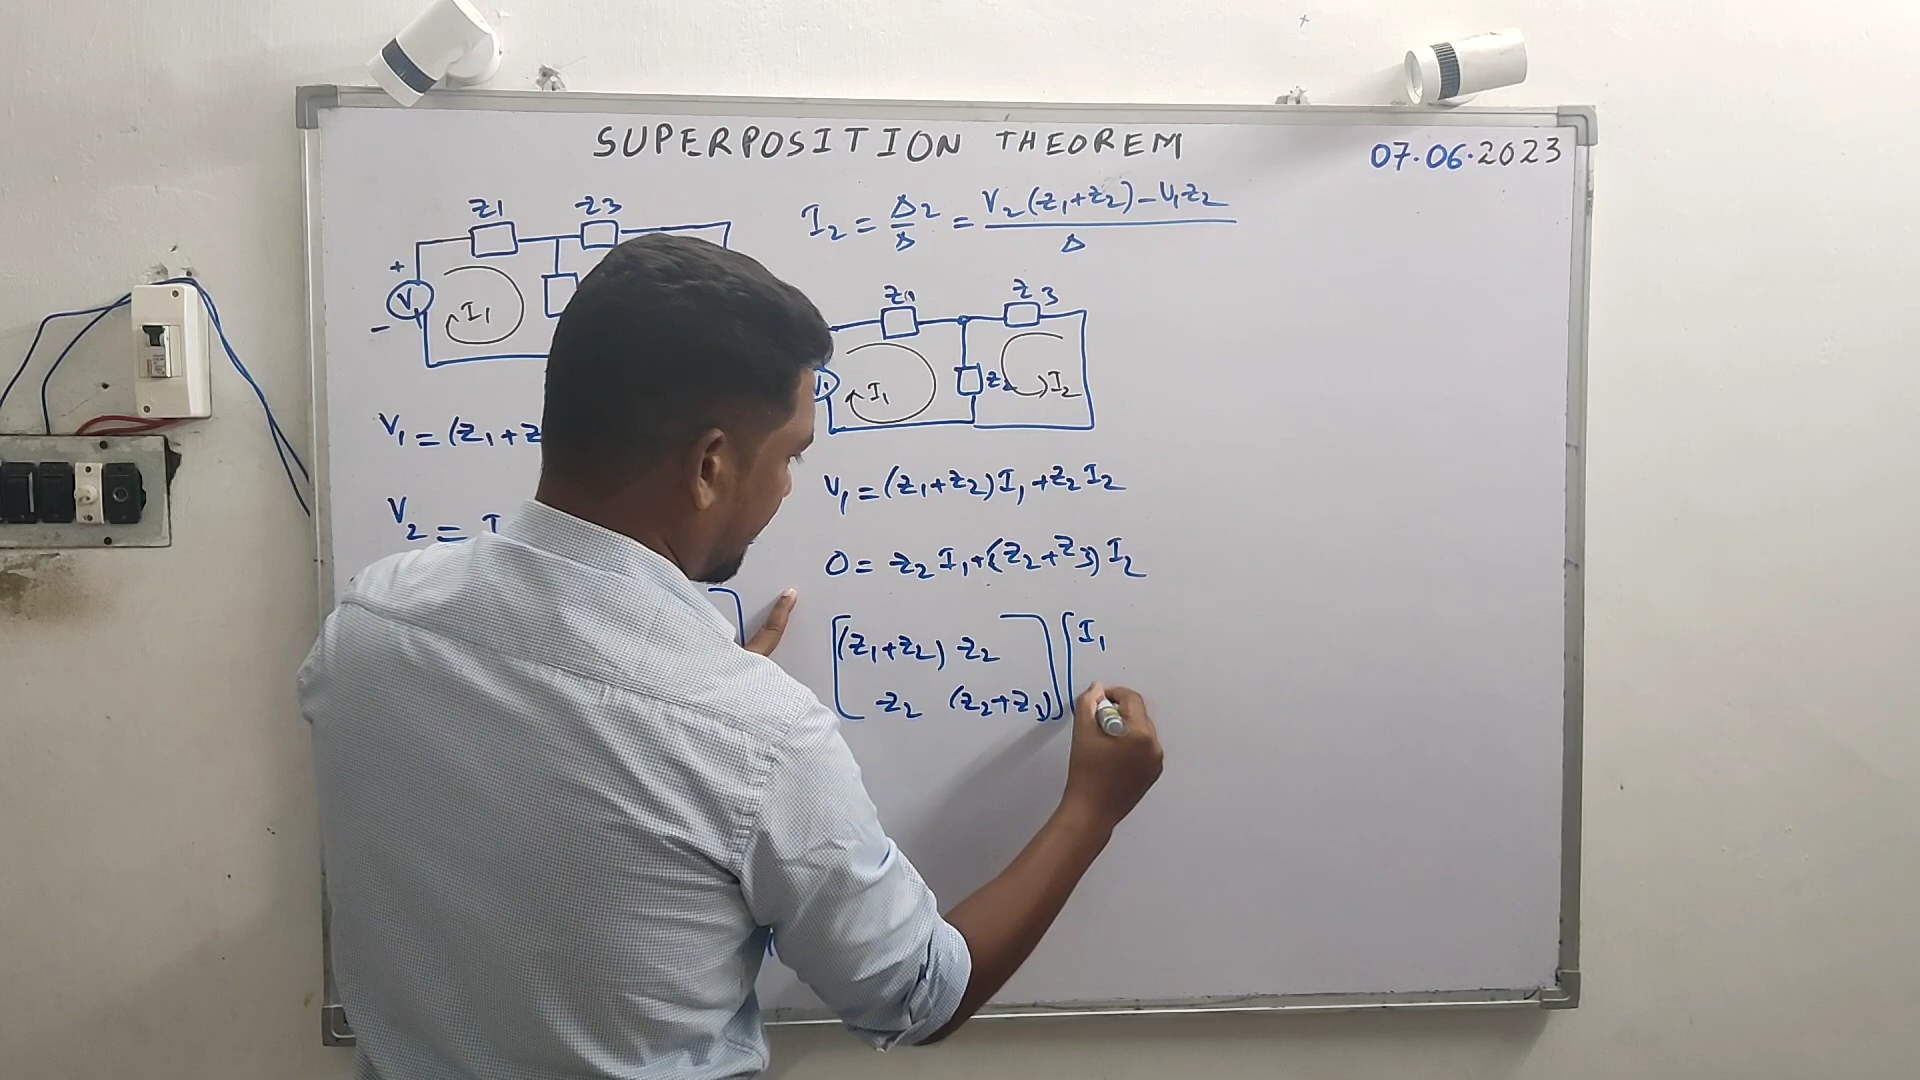 SUPERPOSITION THEOREM
07.06.2023
Z1 Z3
+
V1 I1
-
V1 = (Z1+Z
V2 = I
I2 = Δ2/Δ = V2(Z1+Z2)-V1Z2/Δ
Z1 Z3
V1 I1 Z2 I2
V1 = (Z1+Z2)I1+Z2I2
0 = Z2I1+(Z2+Z3)I2
[(Z1+Z2) Z2] [I1
Z2 (Z2+Z3)